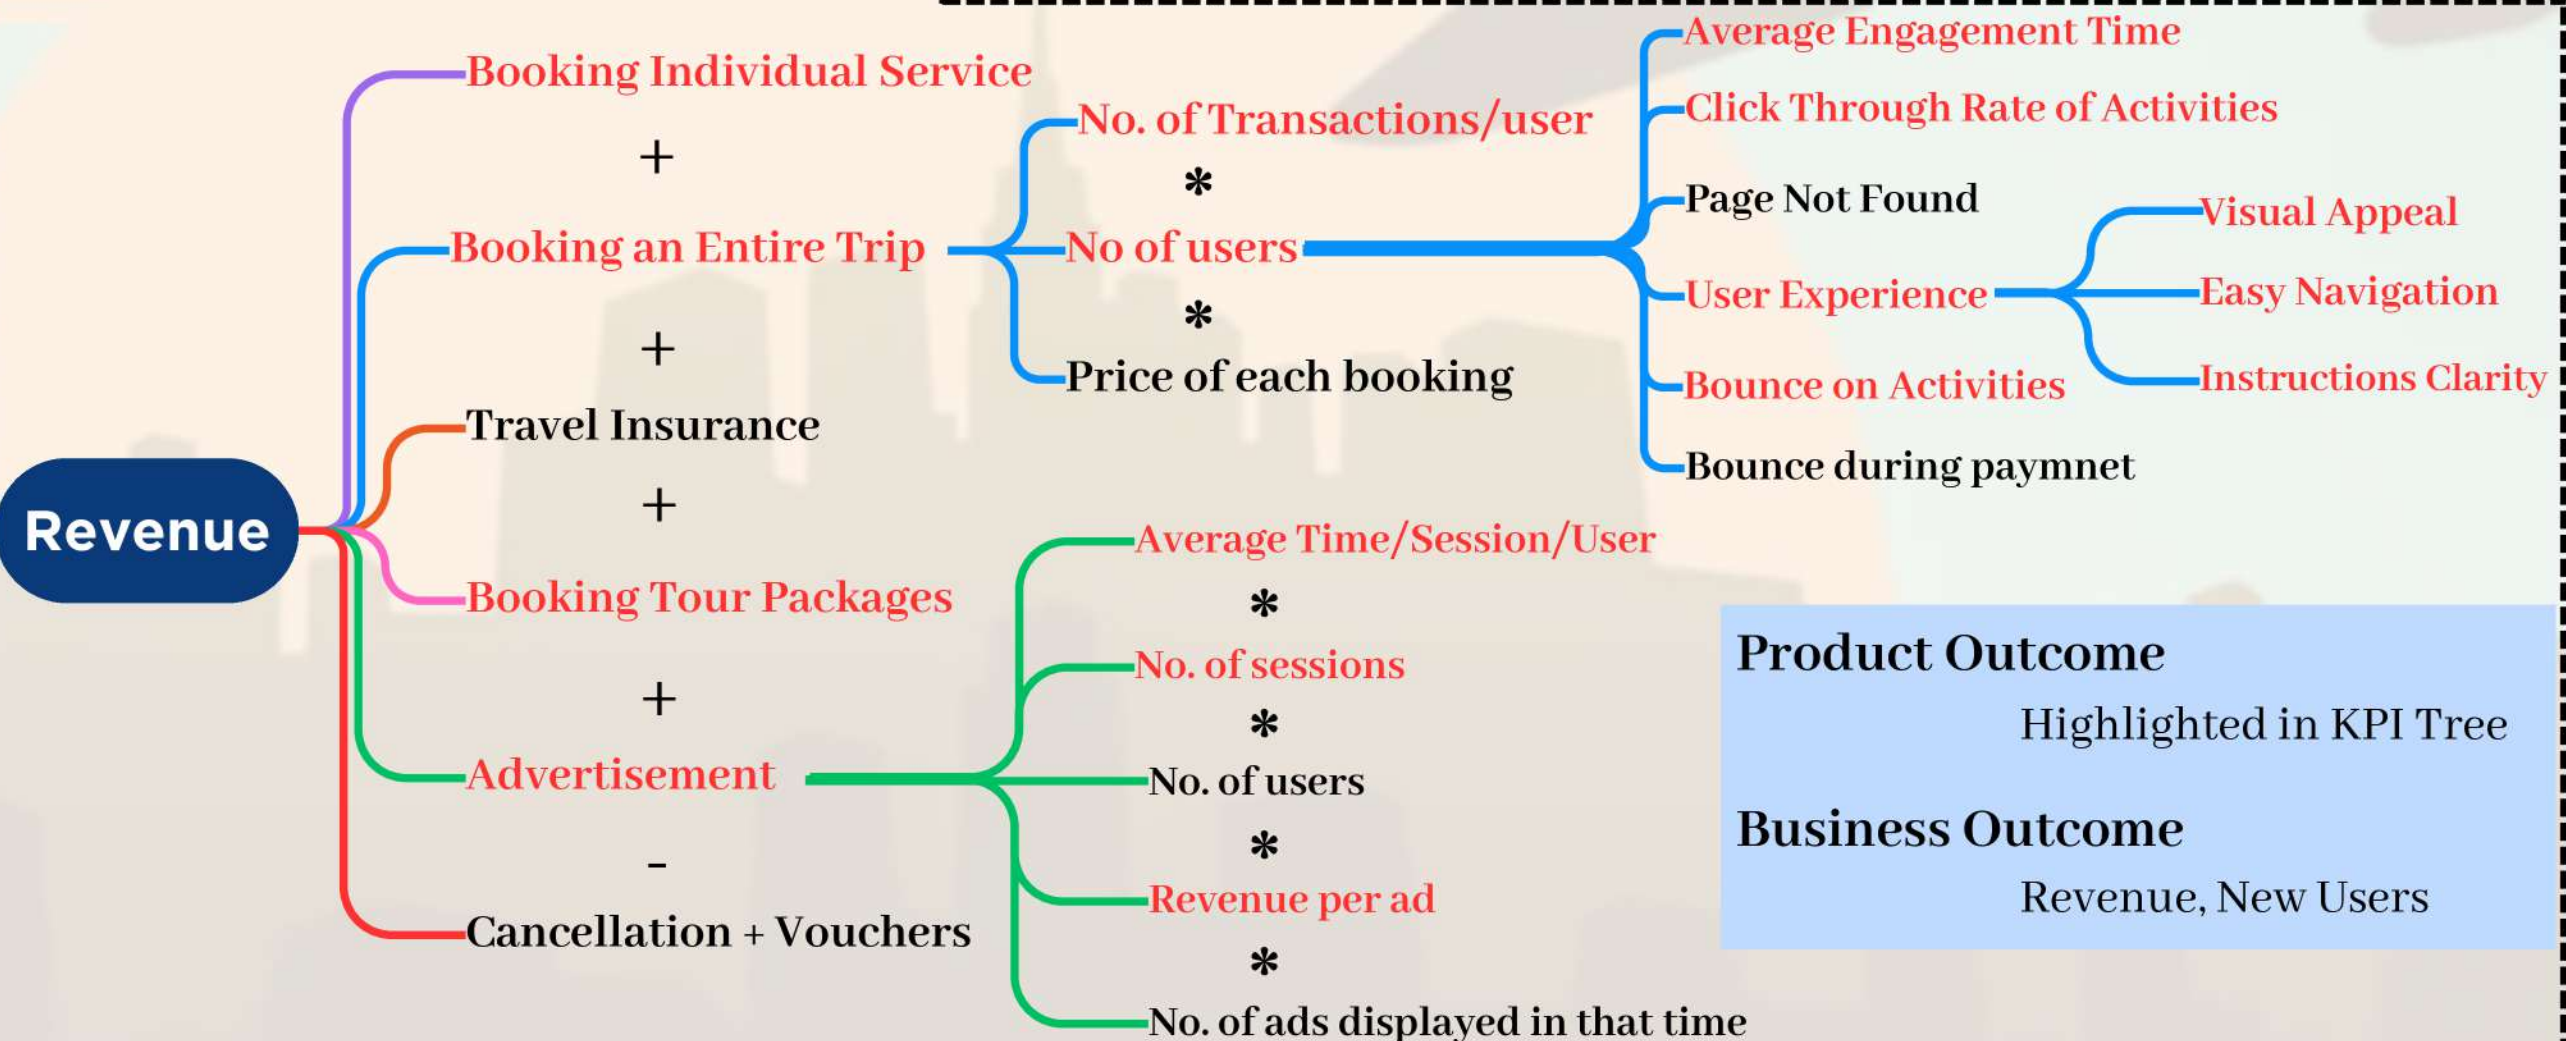 Revenue
Booking Individual Service
+
Booking an Entire Trip
+
Travel Insurance
+
Booking Tour Packages
+
Advertisement
-
Cancellation + Vouchers
No. of Transactions/user
*
No of users
*
Price of each booking
Average Engagement Time
Click Through Rate of Activities
Page Not Found
User Experience
Bounce on Activities
Bounce during paymnet
Visual Appeal
Easy Navigation
Instructions Clarity
Average Time/Session/User
*
No. of sessions
*
No. of users
*
Revenue per ad
*
No. of ads displayed in that time
Product Outcome
Highlighted in KPI Tree
Business Outcome
Revenue, New Users